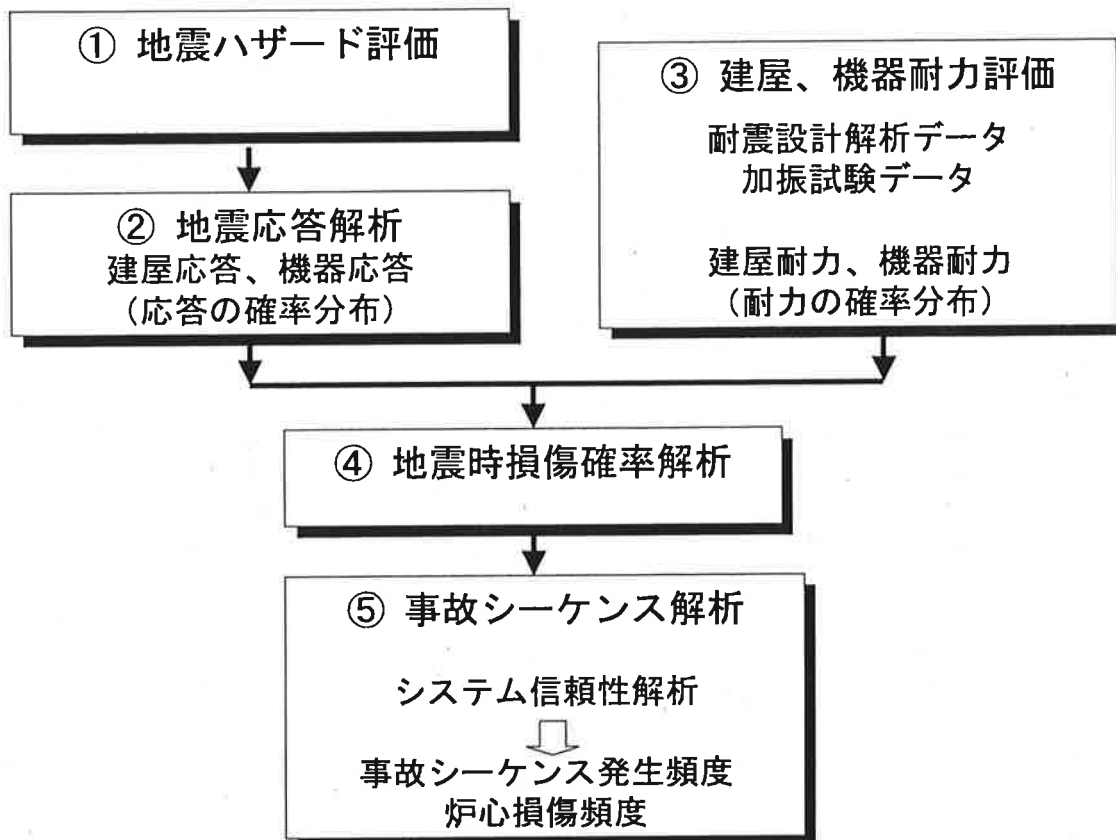 ① 地震ハザード評価
② 地震応答解析
建屋応答、機器応答
(応答の確率分布)
③ 建屋、機器耐力評価
耐震設計解析データ
加振試験データ
建屋耐力、機器耐力
(耐力の確率分布)
④ 地震時損傷確率解析
⑤ 事故シーケンス解析
システム信頼性解析
事故シーケンス発生頻度
炉心損傷頻度